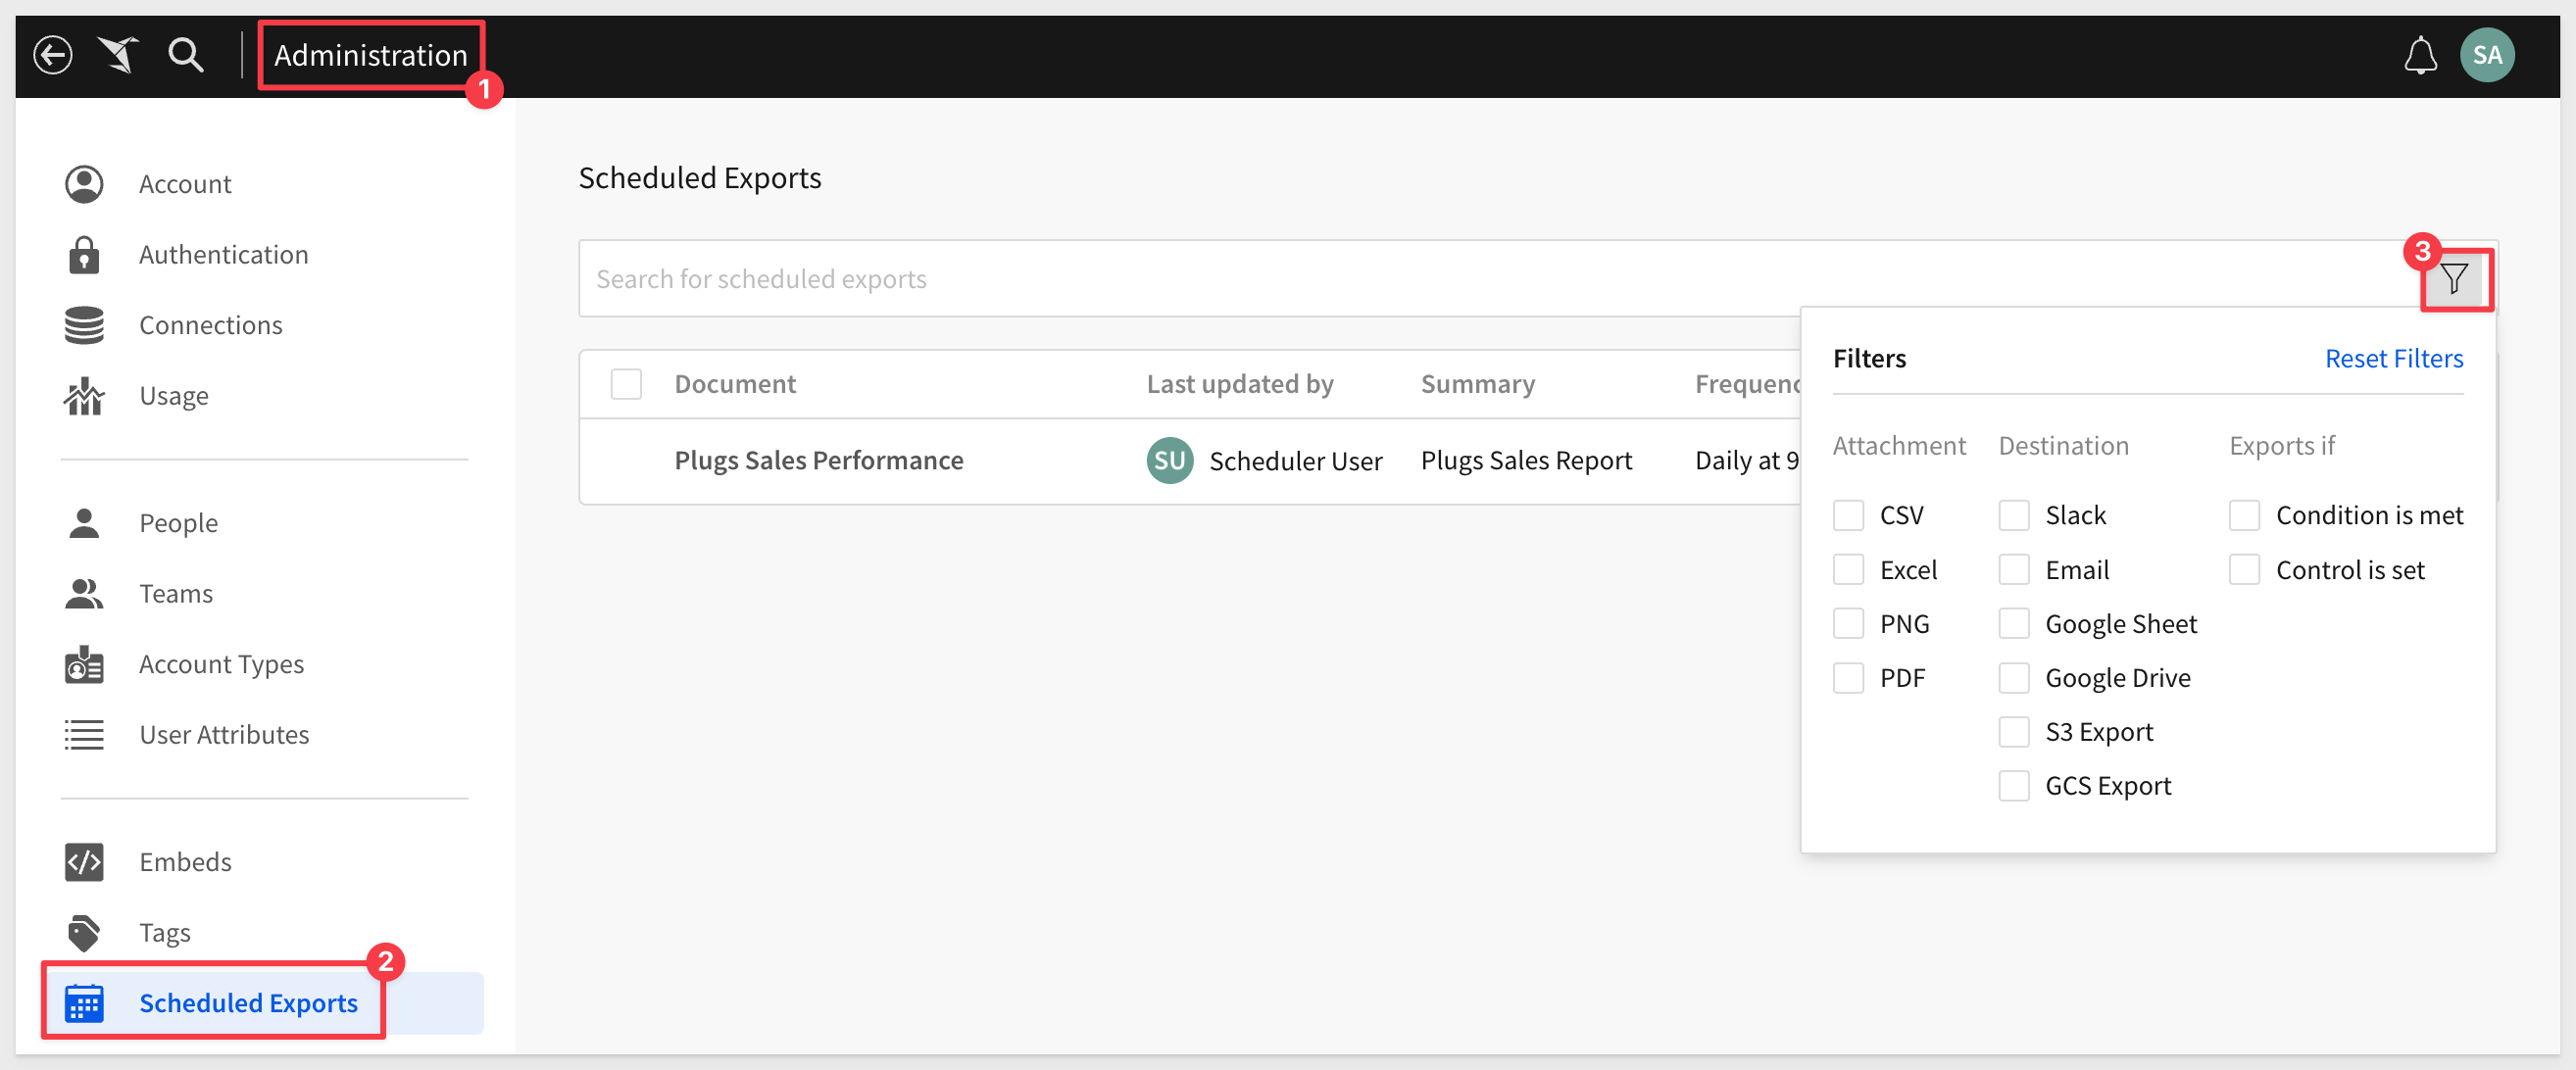 Administration
1
SA
Account
Authentication
Connections
Usage
People
Teams
Account Types
User Attributes
Embeds
Tags
2
Scheduled Exports
Scheduled Exports
Search for scheduled exports
3
Document Last updated by Summary Frequenc
Plugs Sales Performance SU Scheduler User Plugs Sales Report Daily at 9
Filters Reset Filters
Attachment Destination Exports if
CSV Slack Condition is met
Excel Email Control is set
PNG Google Sheet
PDF Google Drive
S3 Export
GCS Export